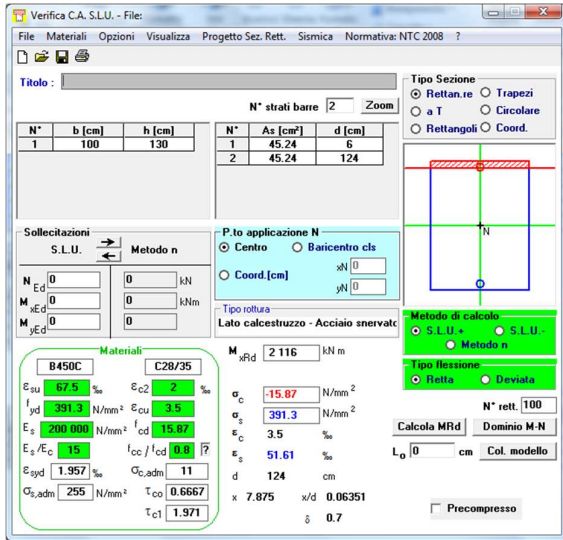 Verifica C.A. S.L.U. - File:
File Materiali Opzioni Visualizza Progetto Sez. Rett. Sismica Normativa: NTC 2008 ?
Titolo :
N° strati barre 2 Zoom
N° b [cm] h [cm]
1 100 130
N° As [cm²] d [cm]
1 45.24 6
2 45.24 124
Tipo Sezione
Rettan.re Trapezi
a T Circolare
Rettangoli Coord.
N
Sollecitazioni
S.L.U. Metodo n
N Ed 0 0 kN
M xEd 0 0 kNm
M yEd 0 0
P.to applicazione N
Centro Baricentro cls
Coord.[cm] xN 0
yN 0
Tipo rottura
Lato calcestruzzo - Acciaio snervato
Metodo di calcolo
S.L.U.+ S.L.U.-
Metodo n
Tipo flessione
Retta Deviata
N° rett. 100
Calcola MRd Dominio M-N
L0 0 cm Col. modello
Precompresso
Materiali
B450C C28/35
εsu 67.5 ‰ εc2 2 ‰
fyd 391.3 N/mm² εcu 3.5
Es 200 000 N/mm² fcd 15.87
Es/Ec 15 fcc / fcd 0.8 ?
εsyd 1.957 ‰ σc,adm 11
σs,adm 255 N/mm² τco 0.6667
τc1 1.971
M xRd 2 116 kN m
σc -15.87 N/mm²
σs 391.3 N/mm²
εc 3.5 ‰
εs 51.61 ‰
d 124 cm
x 7.875 x/d 0.06351
δ 0.7